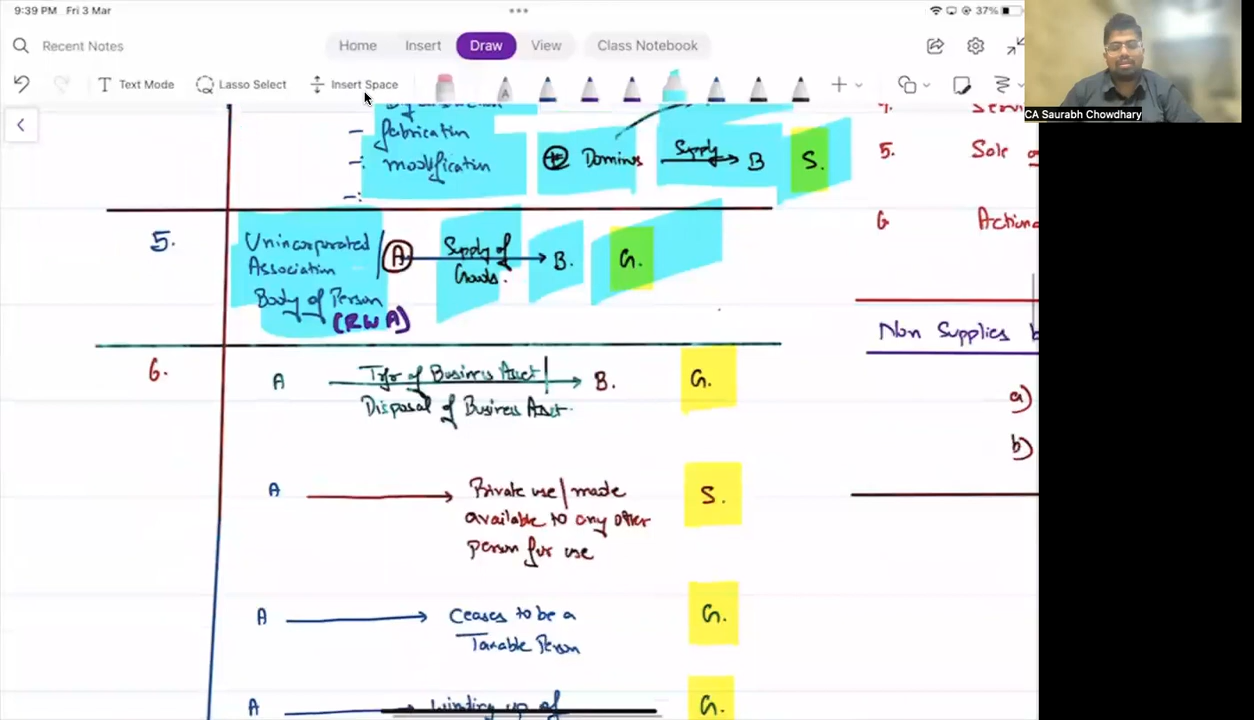 9:39 PM Fri 3 Mar
37%
Recent Notes
Home Insert Draw View Class Notebook
Text Mode Lasso Select Insert Space
CA Saurabh Chowdhary
- fabrication
-: modification
Dominos Supply B S.
-:
5. Unincorporated
Association
Body of Person
(RWA)
A Supply of
Goods. B. G.
6. A Trfr of Business Asset
Disposal of Business Asset. B. G.
A Private use/made
available to any other
person for use S.
A Ceases to be a
Taxable Person G.
A Winding up of G.
5. Sole
6
Non Supplies
a)
b)